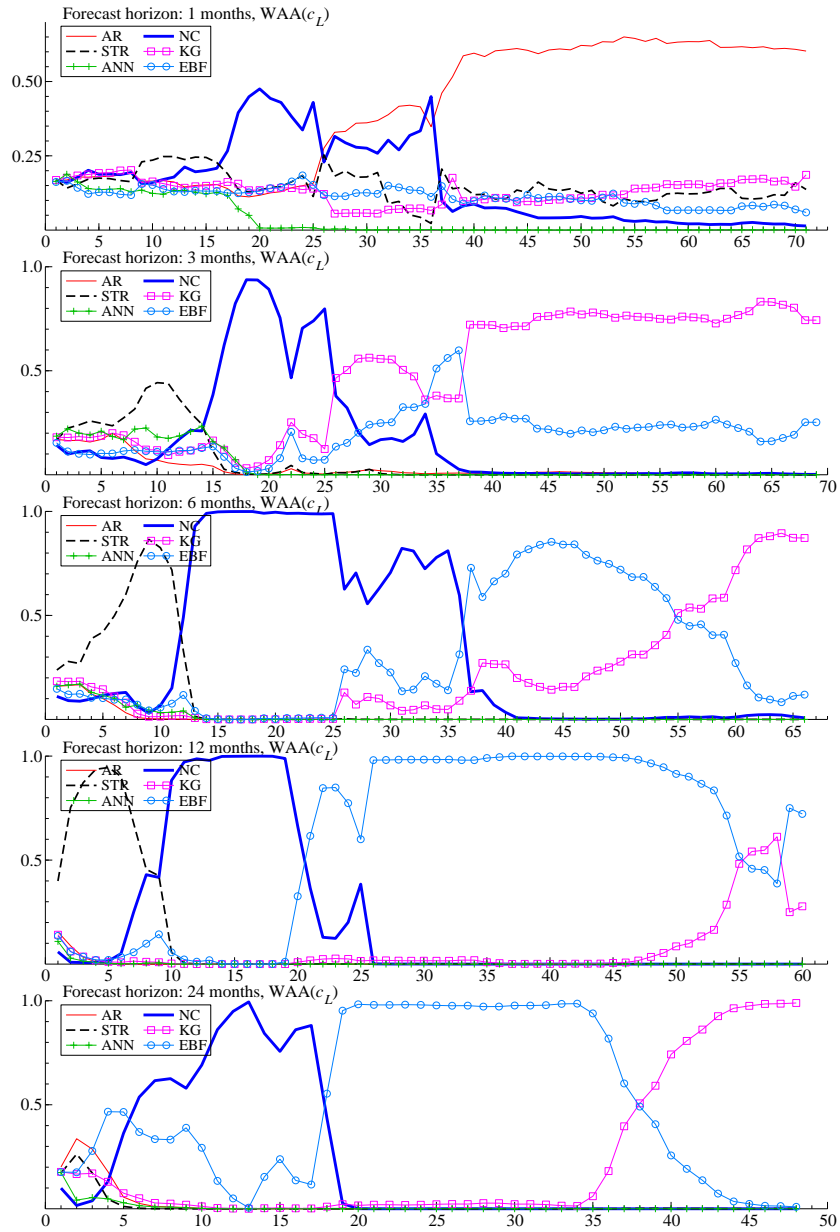 Forecast horizon: 1 months, WAA(c_L)
AR NC
STR KG
ANN EBF
0.50
0.25
0 5 10 15 20 25 30 35 40 45 50 55 60 65 70 75
Forecast horizon: 3 months, WAA(c_L)
1.0
AR NC
STR KG
ANN EBF
0.5
0 5 10 15 20 25 30 35 40 45 50 55 60 65 70
Forecast horizon: 6 months, WAA(c_L)
1.0
AR NC
STR KG
ANN EBF
0.5
0 5 10 15 20 25 30 35 40 45 50 55 60 65
Forecast horizon: 12 months, WAA(c_L)
1.0
AR NC
STR KG
ANN EBF
0.5
0 5 10 15 20 25 30 35 40 45 50 55 60
Forecast horizon: 24 months, WAA(c_L)
1.0
AR NC
STR KG
ANN EBF
0.5
0 5 10 15 20 25 30 35 40 45 50